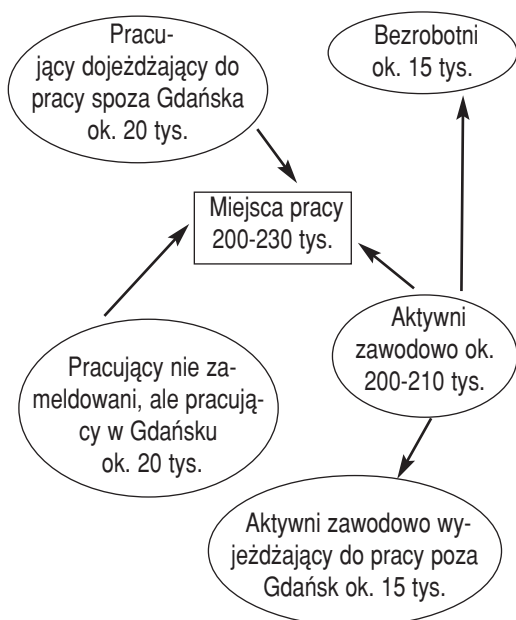 Pracu-
jący dojeżdżający do
pracy spoza Gdańska
ok. 20 tys.
Bezrobotni
ok. 15 tys.
Miejsca pracy
200-230 tys.
Pracujący nie za-
meldowani, ale pracują-
cy w Gdańsku
ok. 20 tys.
Aktywni
zawodowo ok.
200-210 tys.
Aktywni zawodowo wy-
jeżdżający do pracy poza
Gdańsk ok. 15 tys.